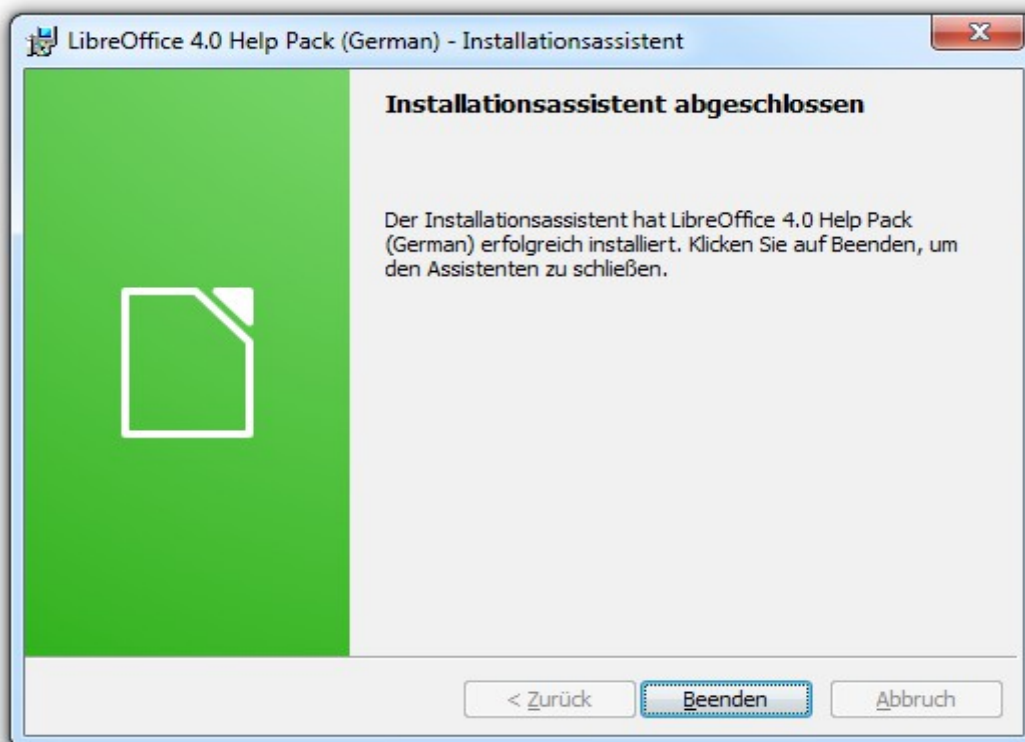 LibreOffice 4.0 Help Pack (German) - Installationsassistent
Installationsassistent abgeschlossen
Der Installationsassistent hat LibreOffice 4.0 Help Pack
(German) erfolgreich installiert. Klicken Sie auf Beenden, um
den Assistenten zu schließen.
< Zurück Beenden Abbruch